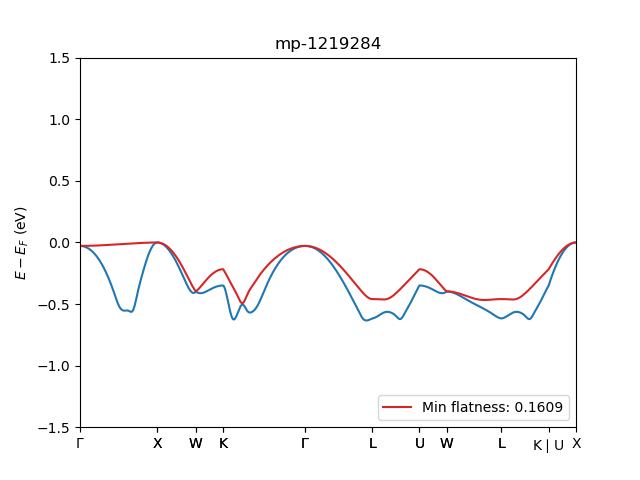 mp-1219284
E − E_F (eV)
1.5
1.0
0.5
0.0
−0.5
−1.0
−1.5
Min flatness: 0.1609
Γ X W K Γ L U W L K | U X